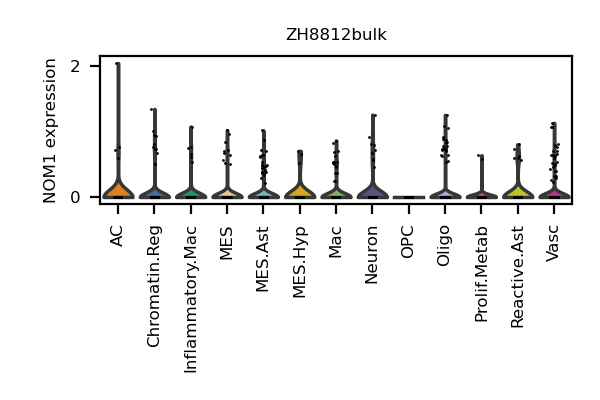 ZH8812bulk
NOM1 expression
2
0
AC
Chromatin.Reg
Inflammatory.Mac
MES
MES.Ast
MES.Hyp
Mac
Neuron
OPC
Oligo
Prolif.Metab
Reactive.Ast
Vasc